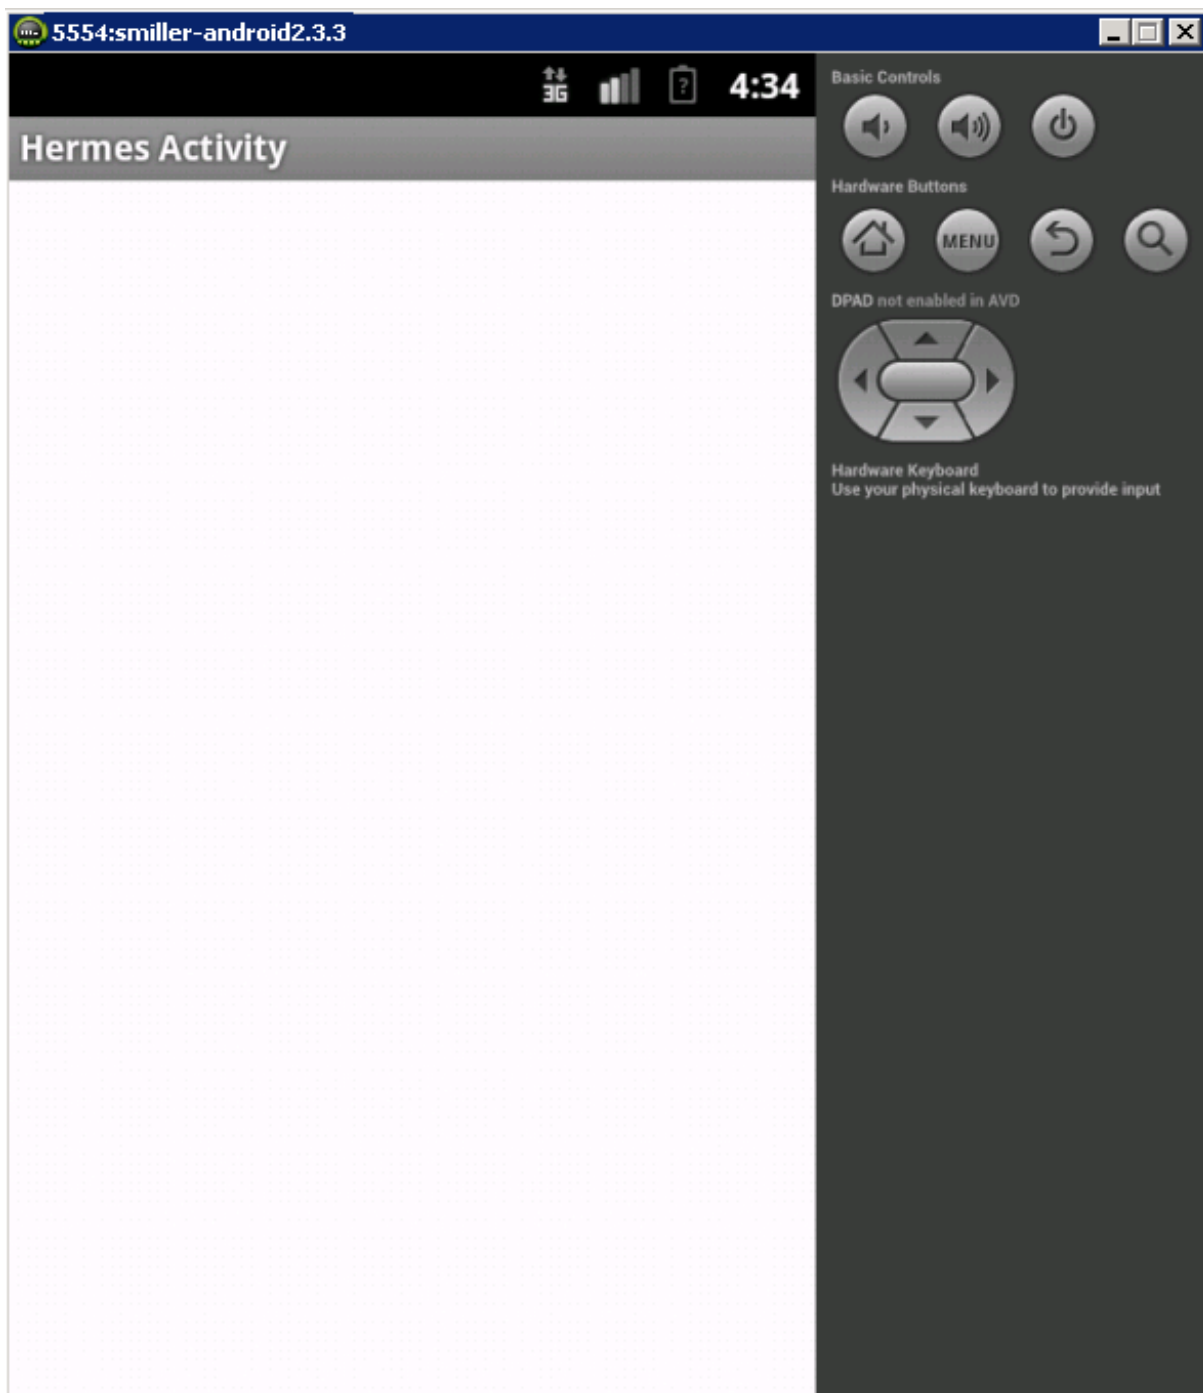 5554:smiller-android2.3.3
3G
?
4:34
Hermes Activity
Basic Controls
Hardware Buttons
MENU
DPAD not enabled in AVD
Hardware Keyboard
Use your physical keyboard to provide input